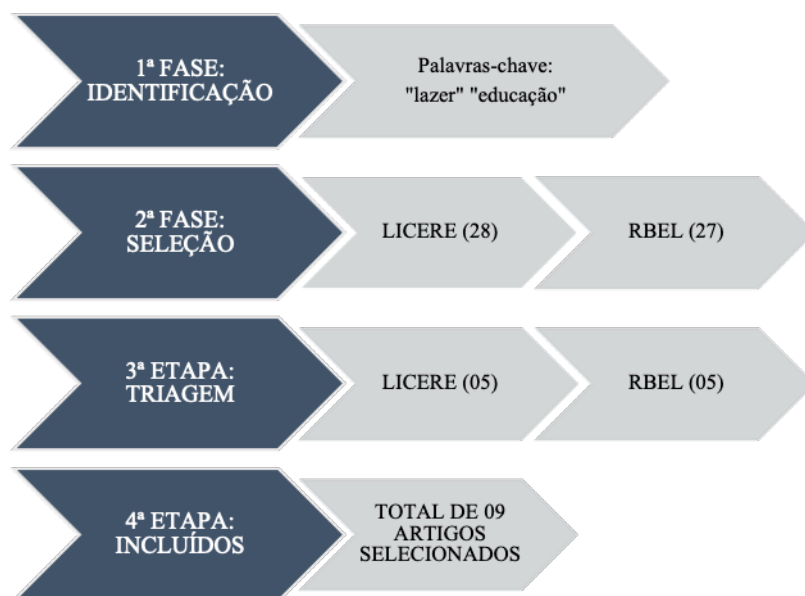 1ª FASE:
IDENTIFICAÇÃO
Palavras-chave:
"lazer" "educação"
2ª FASE:
SELEÇÃO
LICERE (28)
RBEL (27)
3ª ETAPA:
TRIAGEM
LICERE (05)
RBEL (05)
4ª ETAPA:
INCLUÍDOS
TOTAL DE 09
ARTIGOS
SELECIONADOS